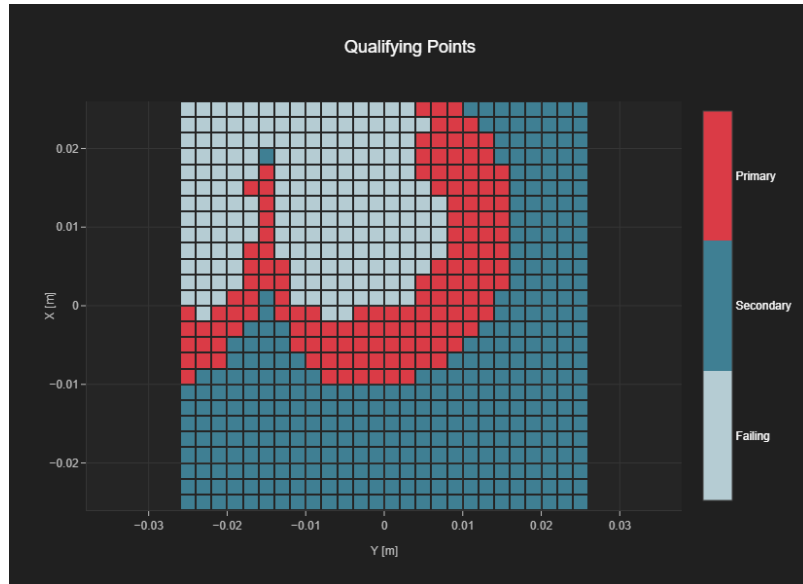 Qualifying Points
0.02
0.01
0
−0.01
−0.02
X [m]
−0.03
−0.02
−0.01
0
0.01
0.02
0.03
Y [m]
Primary
Secondary
Failing